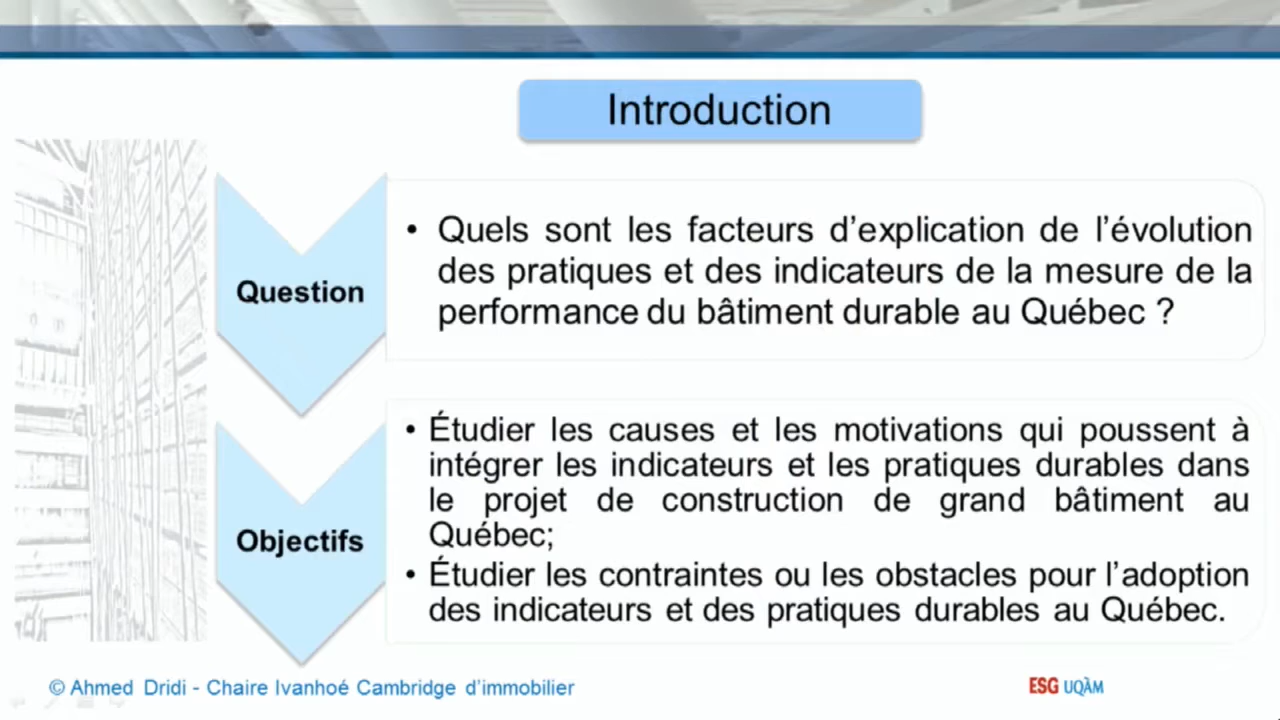 Introduction
Question
• Quels sont les facteurs d’explication de l’évolution
des pratiques et des indicateurs de la mesure de la
performance du bâtiment durable au Québec ?
Objectifs
• Étudier les causes et les motivations qui poussent à
intégrer les indicateurs et les pratiques durables dans
le projet de construction de grand bâtiment au
Québec;
• Étudier les contraintes ou les obstacles pour l’adoption
des indicateurs et des pratiques durables au Québec.
© Ahmed Dridi - Chaire Ivanhoé Cambridge d’immobilier
ESG UQÀM